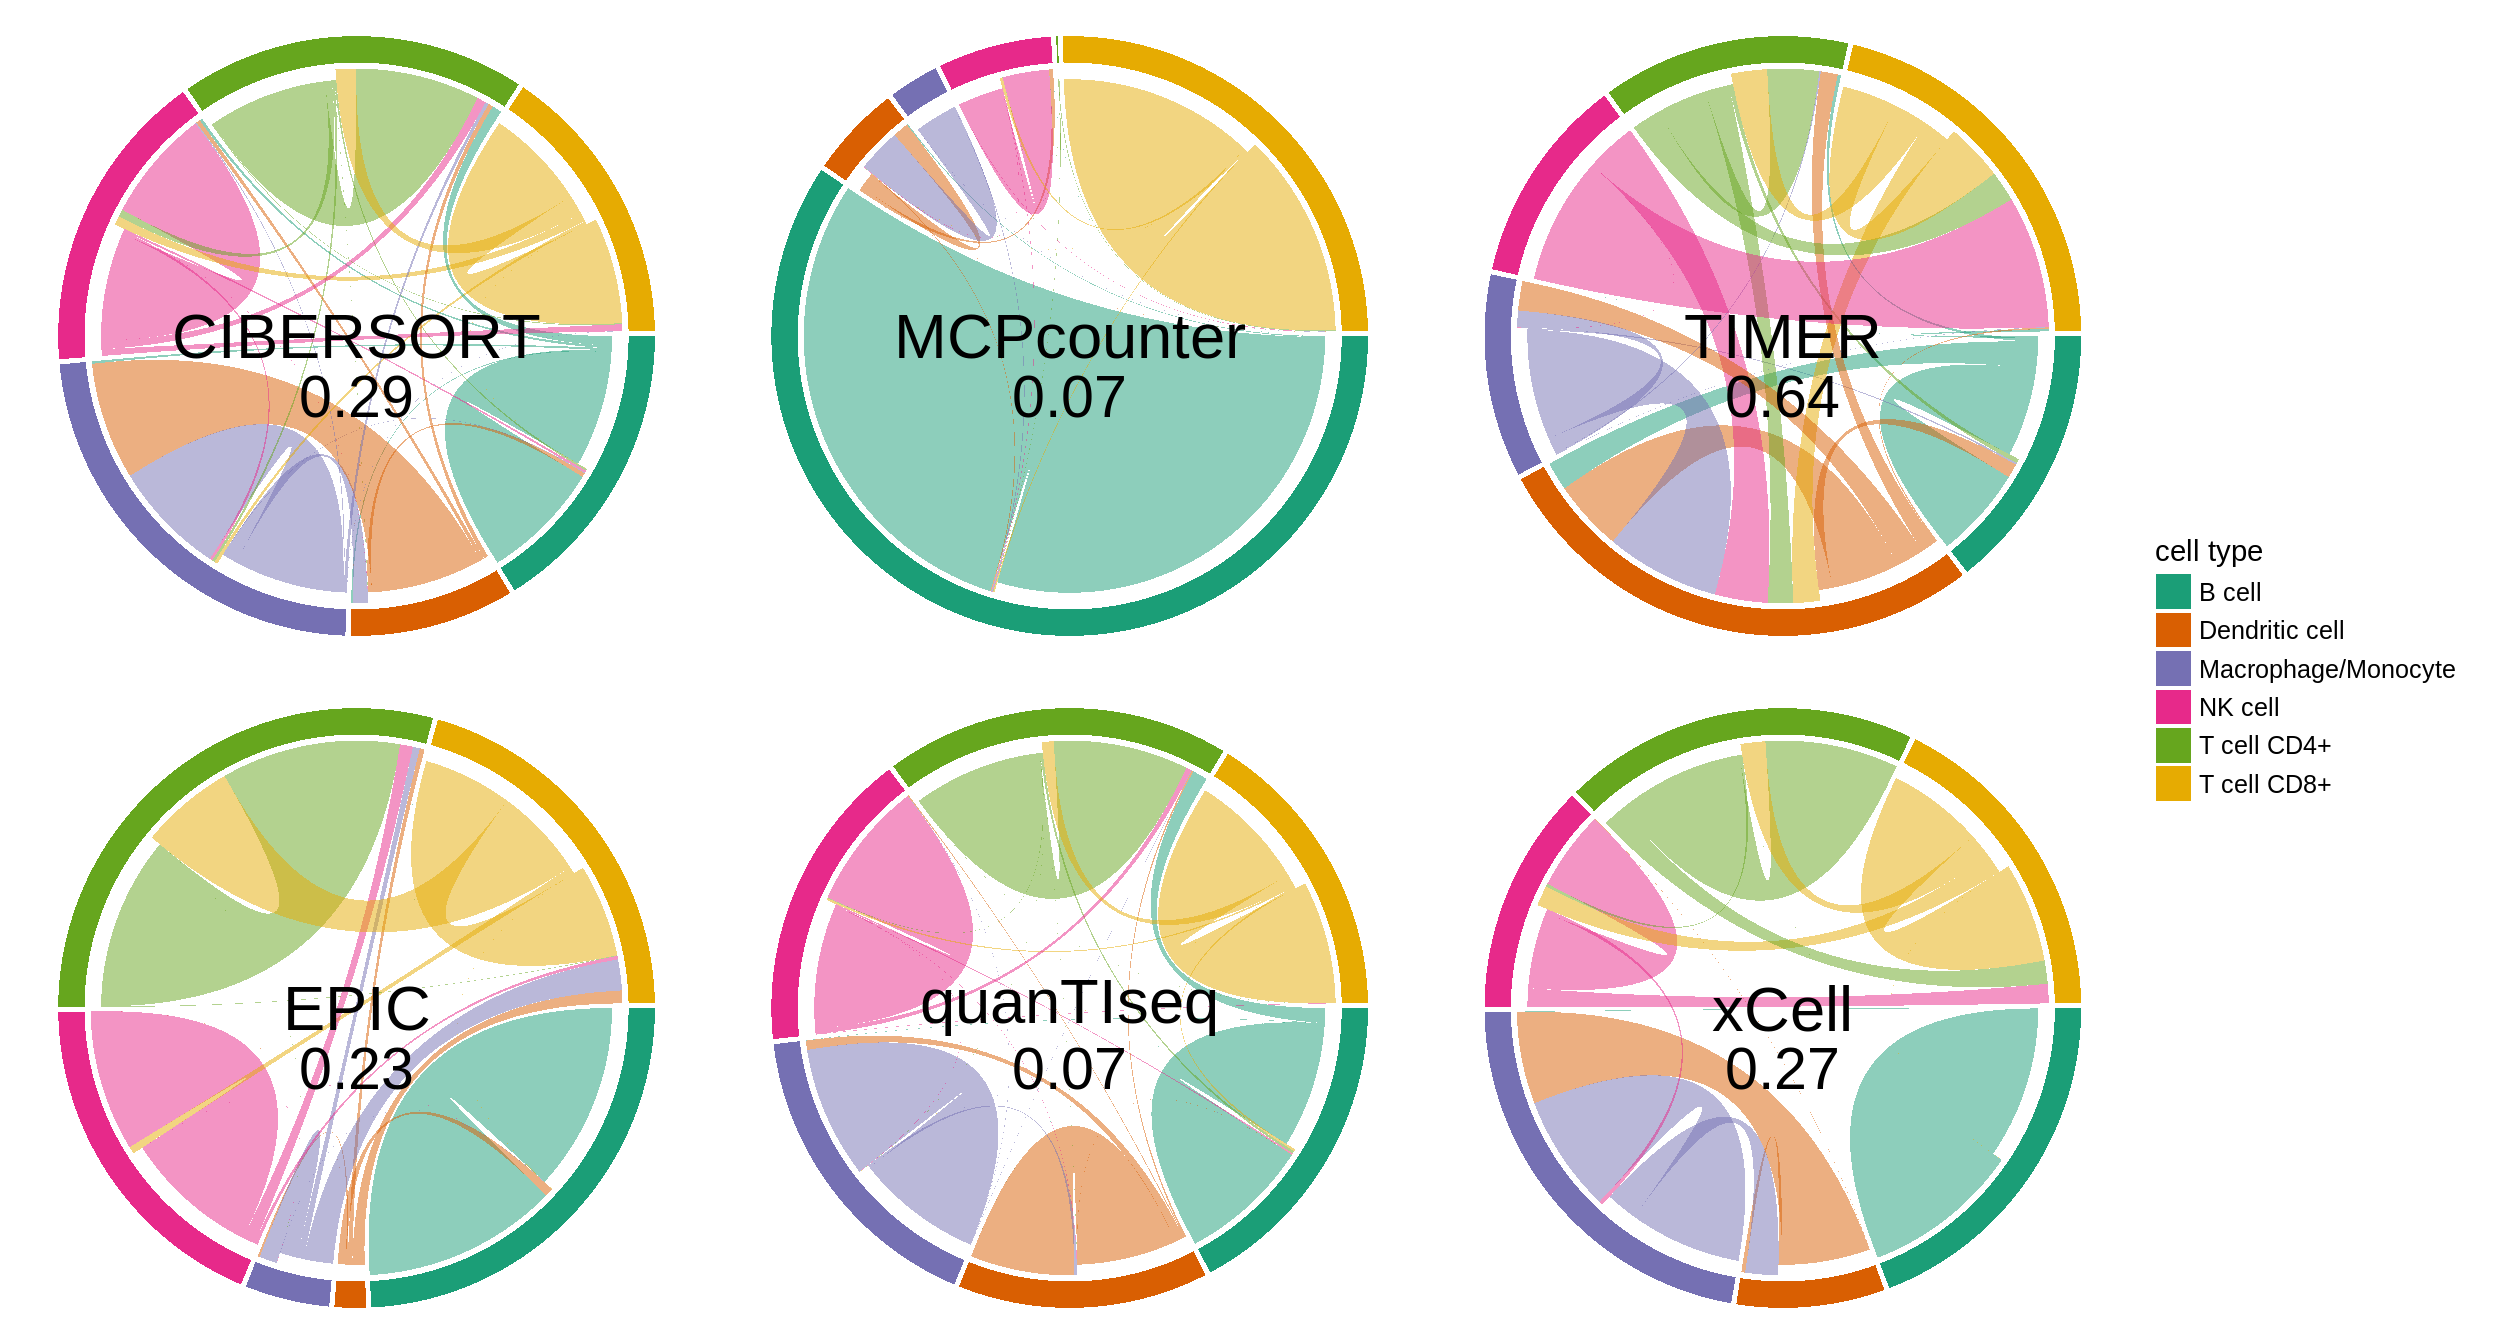 CIBERSORT
0.29
MCPcounter
0.07
TIMER
0.64
EPIC
0.23
quanTIseq
0.07
xCell
0.27
cell type
B cell
Dendritic cell
Macrophage/Monocyte
NK cell
T cell CD4+
T cell CD8+